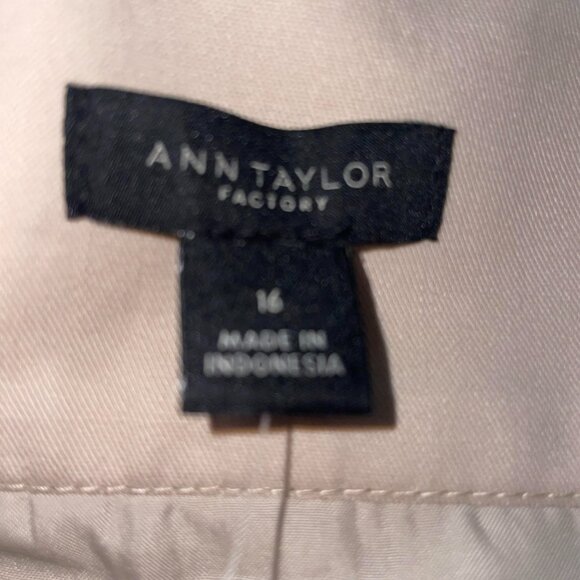 ANN TAYLOR
FACTORY
16
MADE IN
INDONESIA